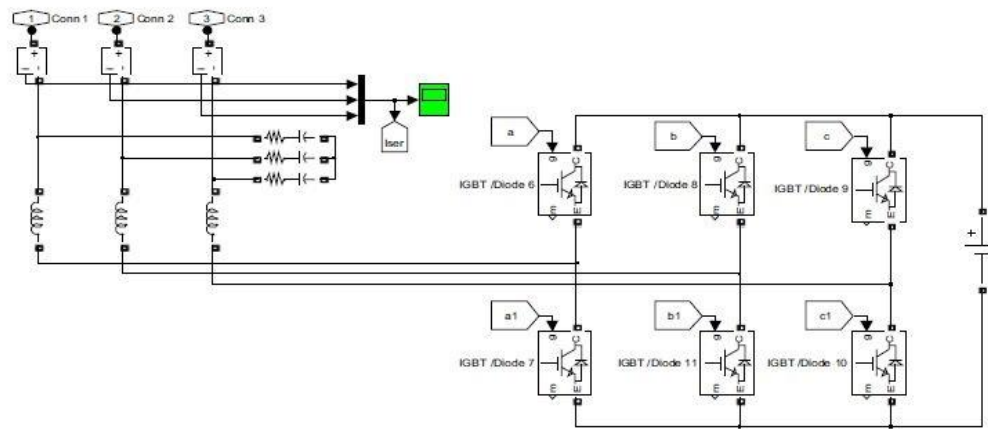 1 Conn 1 2 Conn 2 3 Conn 3
+ - + - + -
Iser
a b c
g C g C g C
IGBT /Diode 6 IGBT /Diode 8 IGBT /Diode 9
m E m E m E
+
a1 b1 c1
g C g C g C
IGBT /Diode 7 IGBT /Diode 11 IGBT /Diode 10
m E m E m E